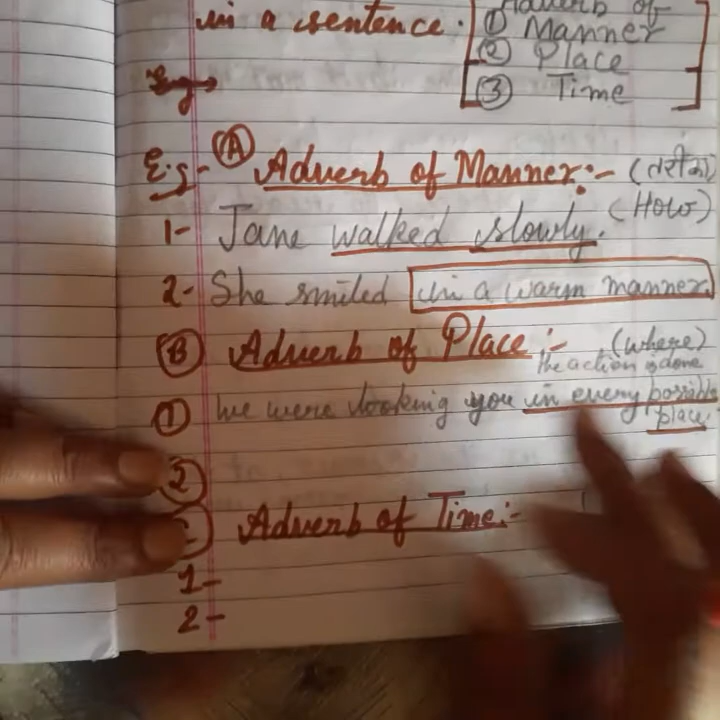 in a sentence. Adverb of
① Manner
② Place
③ Time
Eg→
E.g- Ⓐ Adverb of Manner:- (तरीका)
(How)
1- Jane walked slowly.
2- She smiled in a warm manner.
Ⓑ Adverb of Place:- (where)
the action is done
① We were looking you in every possible
place.
②
Adverb of Time:-
1-
2-